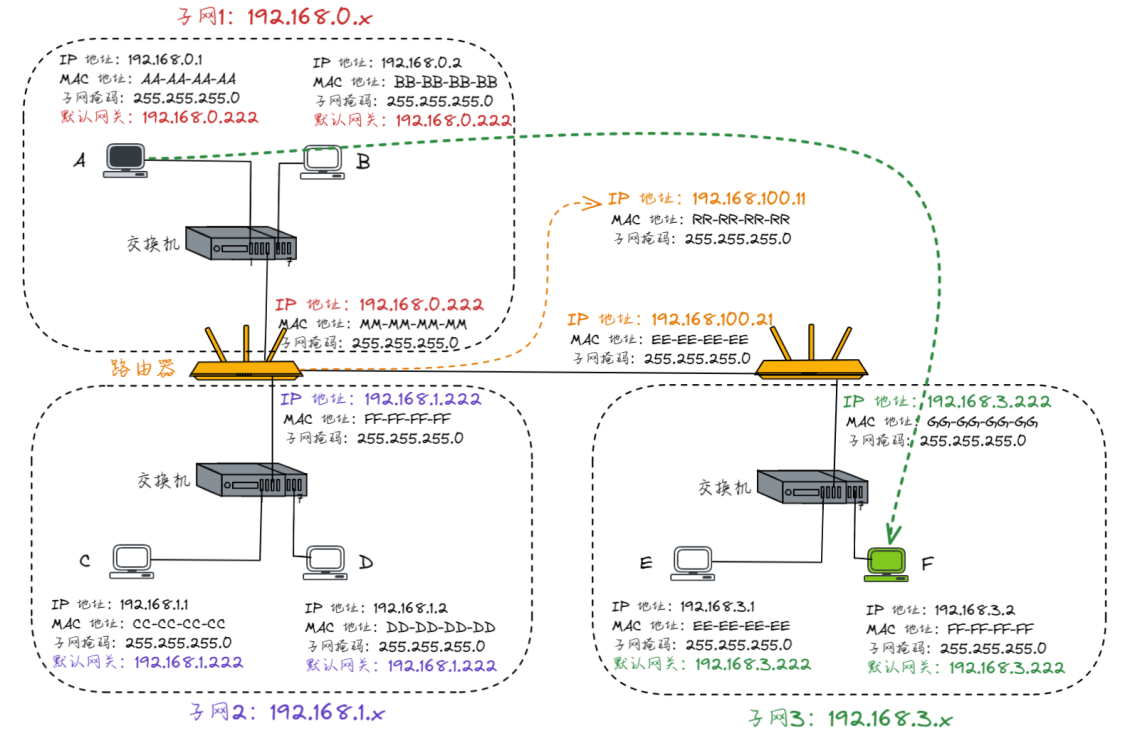 子网1：192.168.0.x
IP 地址：192.168.0.1
MAC 地址：AA-AA-AA-AA
子网掩码：255.255.255.0
默认网关：192.168.0.222
IP 地址：192.168.0.2
MAC 地址：BB-BB-BB-BB
子网掩码：255.255.255.0
默认网关：192.168.0.222
A
B
交换机
1
7
IP 地址：192.168.100.11
MAC 地址：RR-RR-RR-RR
子网掩码：255.255.255.0
IP 地址：192.168.0.222
MAC 地址：MM-MM-MM-MM
子网掩码：255.255.255.0
IP 地址：192.168.100.21
MAC 地址：EE-EE-EE-EE
子网掩码：255.255.255.0
路由器
IP 地址：192.168.1.222
MAC 地址：FF-FF-FF-FF
子网掩码：255.255.255.0
交换机
1
7
C
D
IP 地址：192.168.1.1
MAC 地址：CC-CC-CC-CC
子网掩码：255.255.255.0
默认网关：192.168.1.222
IP 地址：192.168.1.2
MAC 地址：DD-DD-DD-DD
子网掩码：255.255.255.0
默认网关：192.168.1.222
子网2：192.168.1.x
IP 地址：192.168.3.222
MAC 地址：GG-GG-GG-GG
子网掩码：255.255.255.0
交换机
7
E
F
IP 地址：192.168.3.1
MAC 地址：EE-EE-EE-EE
子网掩码：255.255.255.0
默认网关：192.168.3.222
IP 地址：192.168.3.2
MAC 地址：FF-FF-FF-FF
子网掩码：255.255.255.0
默认网关：192.168.3.222
子网3：192.168.3.x